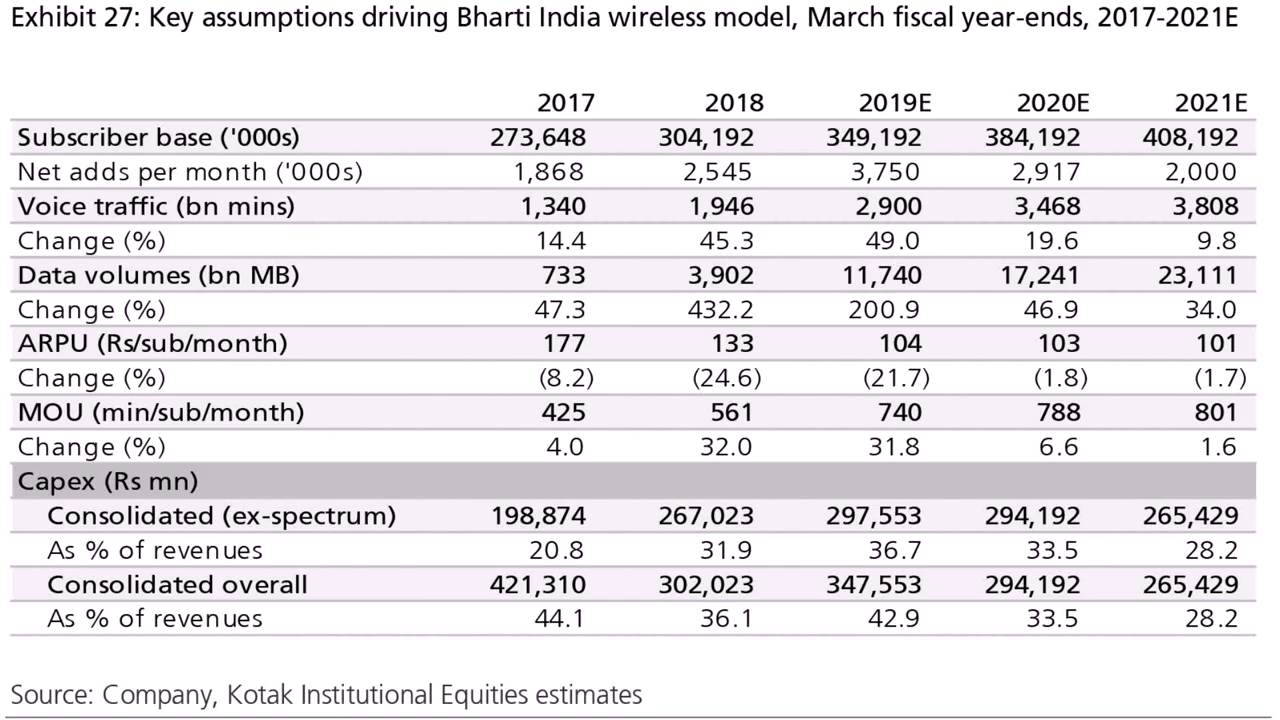 Exhibit 27: Key assumptions driving Bharti India wireless model, March fiscal year-ends, 2017-2021E
2017 2018 2019E 2020E 2021E
Subscriber base ('000s) 273,648 304,192 349,192 384,192 408,192
Net adds per month ('000s) 1,868 2,545 3,750 2,917 2,000
Voice traffic (bn mins) 1,340 1,946 2,900 3,468 3,808
Change (%) 14.4 45.3 49.0 19.6 9.8
Data volumes (bn MB) 733 3,902 11,740 17,241 23,111
Change (%) 47.3 432.2 200.9 46.9 34.0
ARPU (Rs/sub/month) 177 133 104 103 101
Change (%) (8.2) (24.6) (21.7) (1.8) (1.7)
MOU (min/sub/month) 425 561 740 788 801
Change (%) 4.0 32.0 31.8 6.6 1.6
Capex (Rs mn)
Consolidated (ex-spectrum) 198,874 267,023 297,553 294,192 265,429
As % of revenues 20.8 31.9 36.7 33.5 28.2
Consolidated overall 421,310 302,023 347,553 294,192 265,429
As % of revenues 44.1 36.1 42.9 33.5 28.2
Source: Company, Kotak Institutional Equities estimates